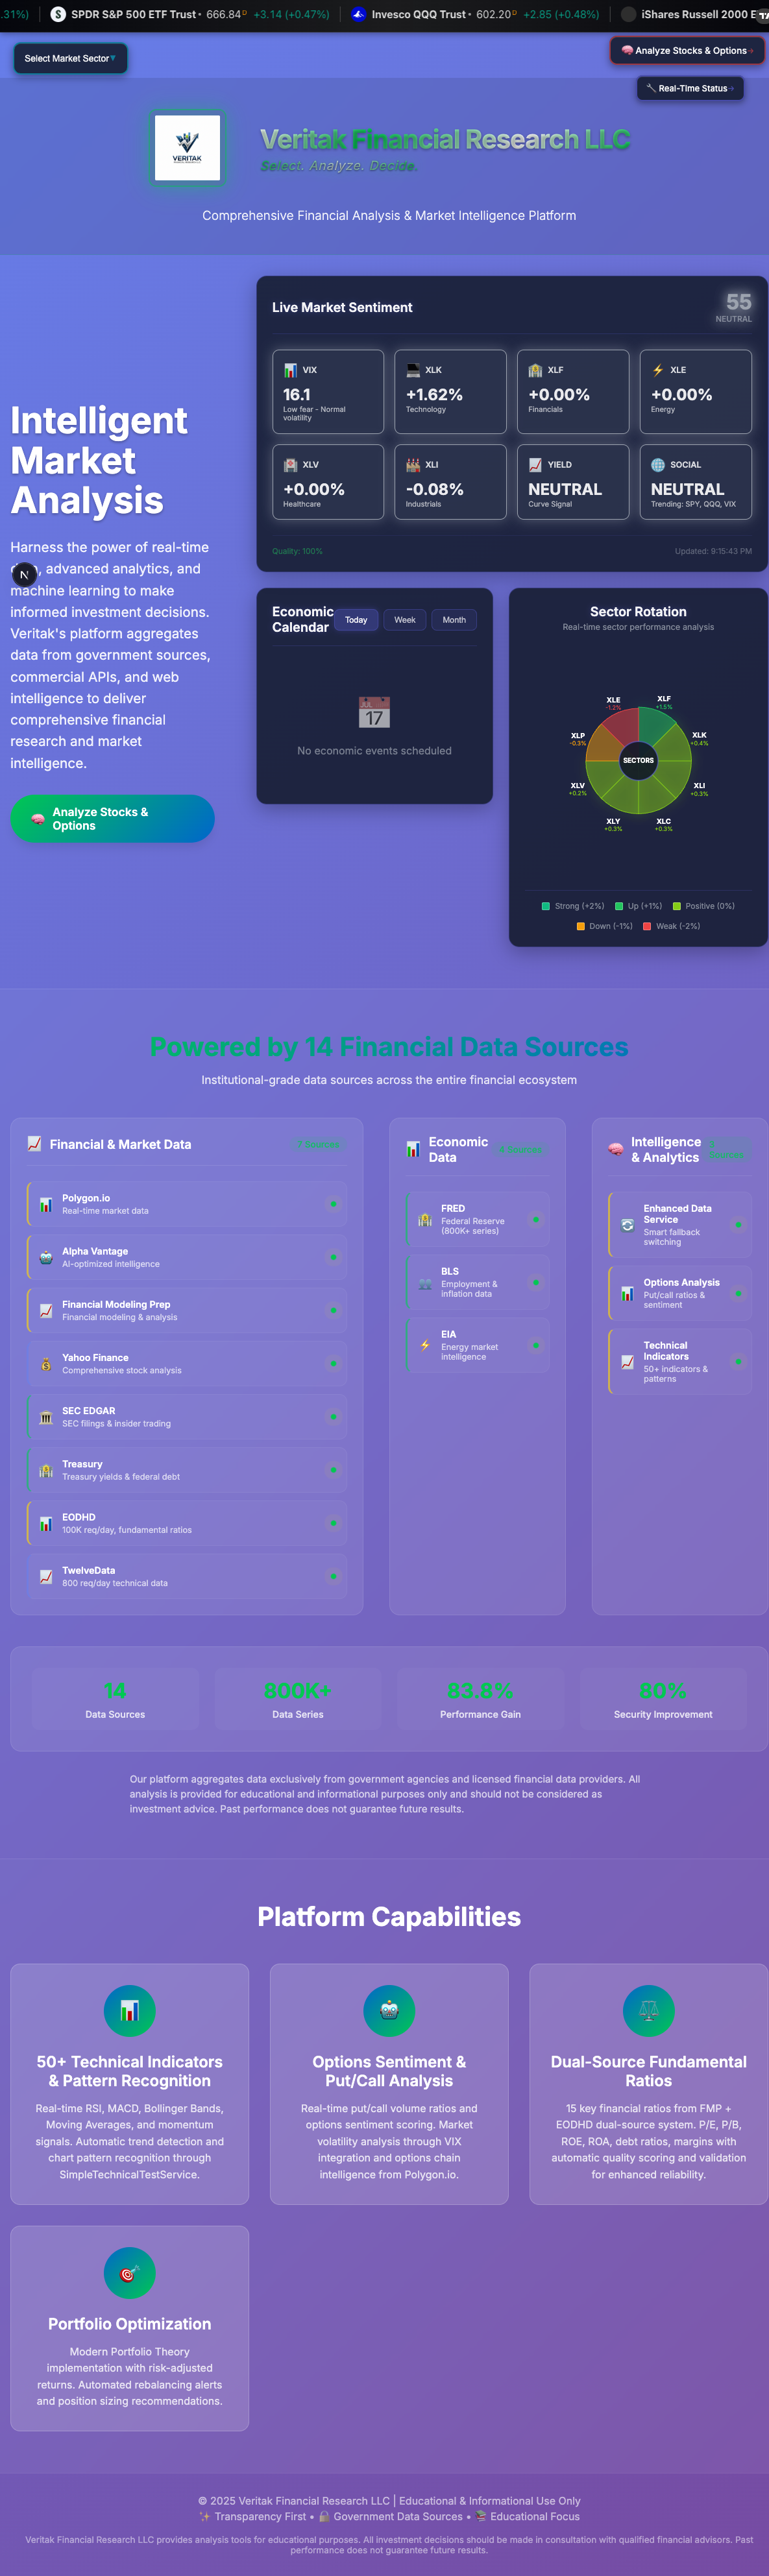 .31%) SPDR S&P 500 ETF Trust • 666.84 D +3.14 (+0.47%) Invesco QQQ Trust • 602.20 D +2.85 (+0.48%) iShares Russell 2000 E
Select Market Sector▼
🧠Analyze Stocks & Options→
🔧 Real-Time Status→
VERITAK
Veritak Financial Research LLC
Select. Analyze. Decide.
Comprehensive Financial Analysis & Market Intelligence Platform
Intelligent
Market
Analysis
Harness the power of real-time
, advanced analytics, and
machine learning to make
informed investment decisions.
Veritak's platform aggregates
data from government sources,
commercial APIs, and web
intelligence to deliver
comprehensive financial
research and market
intelligence.
N
🧠 Analyze Stocks &
Options
Live Market Sentiment
55
NEUTRAL
📊 VIX
16.1
Low fear - Normal
volatility
💻 XLK
+1.62%
Technology
🏦 XLF
+0.00%
Financials
⚡ XLE
+0.00%
Energy
🏥 XLV
+0.00%
Healthcare
🏭 XLI
-0.08%
Industrials
📈 YIELD
NEUTRAL
Curve Signal
🌐 SOCIAL
NEUTRAL
Trending: SPY, QQQ, VIX
Quality: 100%
Updated: 9:15:43 PM
Economic
Calendar
Today Week Month
JUL
17
No economic events scheduled
Sector Rotation
Real-time sector performance analysis
XLE
-1.2%
XLF
+1.5%
XLP
-0.3%
XLK
+0.4%
SECTORS
XLV
+0.2%
XLI
+0.3%
XLY
+0.3%
XLC
+0.3%
Strong (+2%) Up (+1%) Positive (0%)
Down (-1%) Weak (-2%)
Powered by 14 Financial Data Sources
Institutional-grade data sources across the entire financial ecosystem
📈 Financial & Market Data
📊 Polygon.io
Real-time market data
🤖 Alpha Vantage
AI-optimized intelligence
📈 Financial Modeling Prep
Financial modeling & analysis
💰 Yahoo Finance
Comprehensive stock analysis
🏛️ SEC EDGAR
SEC filings & insider trading
🏦 Treasury
Treasury yields & federal debt
📊 EODHD
100K req/day, fundamental ratios
📈 TwelveData
800 req/day technical data
📊 Economic
Data
🏦 FRED
Federal Reserve
(800K+ series)
BLS
Employment &
inflation data
⚡ EIA
Energy market
intelligence
🧠 Intelligence
& Analytics
🔄 Enhanced Data
Service
Smart fallback
switching
📊 Options Analysis
Put/call ratios &
sentiment
📈 Technical
Indicators
50+ indicators &
patterns
14
Data Sources
800K+
Data Series
83.8%
Performance Gain
80%
Security Improvement
Our platform aggregates data exclusively from government agencies and licensed financial data providers. All
analysis is provided for educational and informational purposes only and should not be considered as
investment advice. Past performance does not guarantee future results.
Platform Capabilities
📊
50+ Technical Indicators
& Pattern Recognition
Real-time RSI, MACD, Bollinger Bands,
Moving Averages, and momentum
signals. Automatic trend detection and
chart pattern recognition through
SimpleTechnicalTestService.
🤖
Options Sentiment &
Put/Call Analysis
Real-time put/call volume ratios and
options sentiment scoring. Market
volatility analysis through VIX
integration and options chain
intelligence from Polygon.io.
⚖️
Dual-Source Fundamental
Ratios
15 key financial ratios from FMP +
EODHD dual-source system. P/E, P/B,
ROE, ROA, debt ratios, margins with
automatic quality scoring and validation
for enhanced reliability.
🎯
Portfolio Optimization
Modern Portfolio Theory
implementation with risk-adjusted
returns. Automated rebalancing alerts
and position sizing recommendations.
© 2025 Veritak Financial Research LLC | Educational & Informational Use Only
✨ Transparency First • 🔒 Government Data Sources • 📚 Educational Focus
Veritak Financial Research LLC provides analysis tools for educational purposes. All investment decisions should be made in consultation with qualified financial advisors. Past
performance does not guarantee future results.